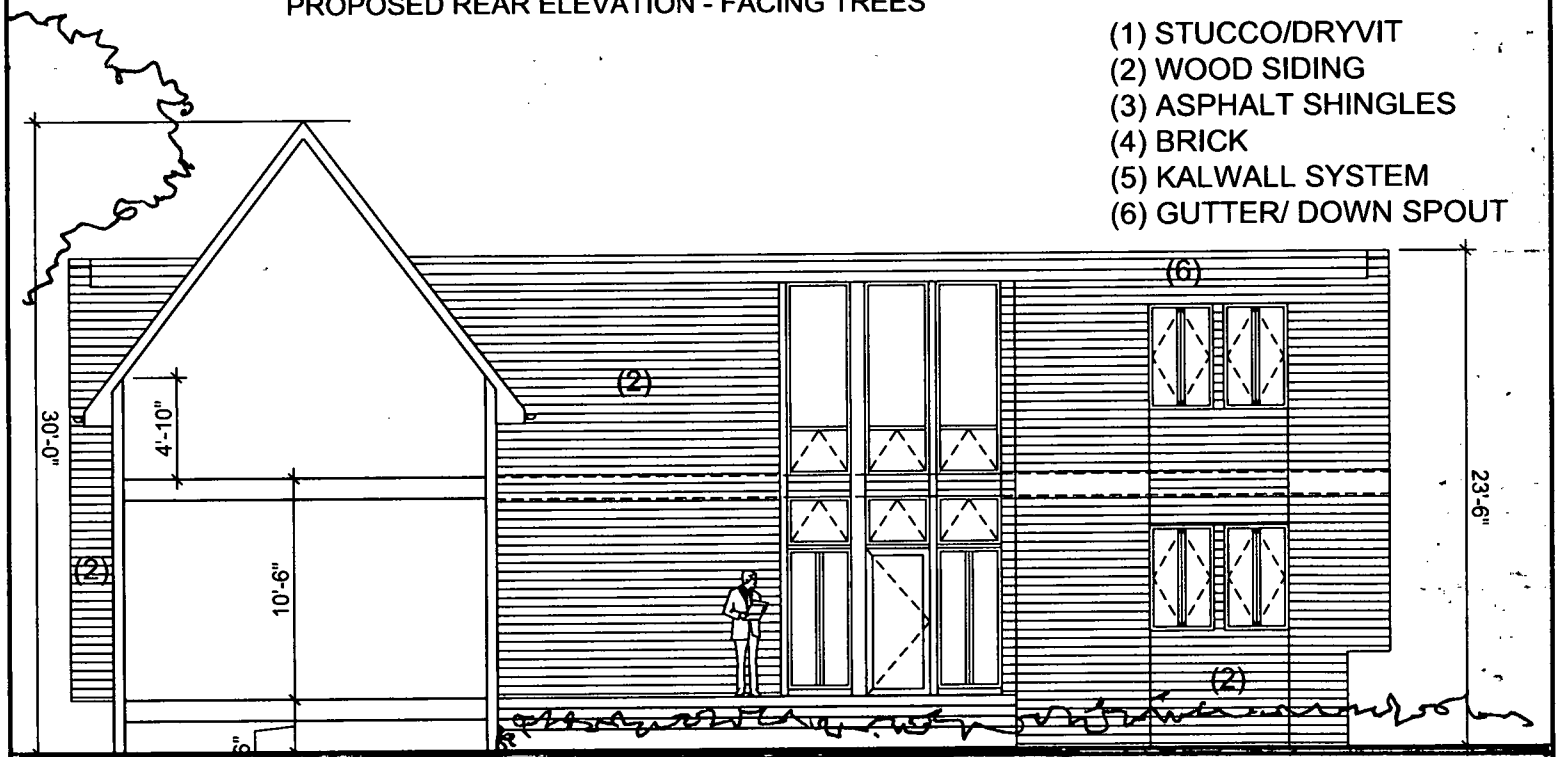 PROPOSED REAR ELEVATION - FACING TREES
(1) STUCCO/DRYVIT
(2) WOOD SIDING
(3) ASPHALT SHINGLES
(4) BRICK
(5) KALWALL SYSTEM
(6) GUTTER/ DOWN SPOUT
(6)
(2)
30'-0"
4'-10"
23'-6"
(2)
10'-6"
(2)
6"